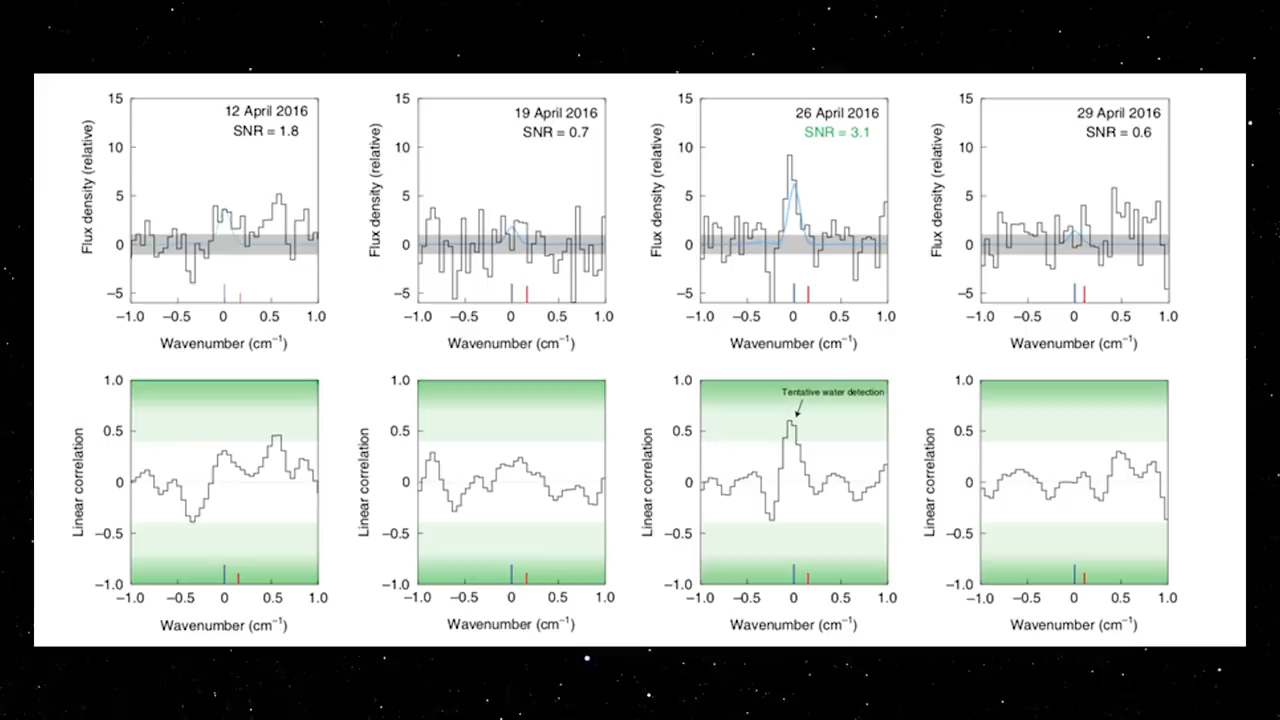 12 April 2016
SNR = 1.8
15
10
5
0
–5
Flux density (relative)
–1.0 –0.5 0 0.5 1.0
Wavenumber (cm⁻¹)
19 April 2016
SNR = 0.7
15
10
5
0
–5
Flux density (relative)
–1.0 –0.5 0 0.5 1.0
Wavenumber (cm⁻¹)
26 April 2016
SNR = 3.1
15
10
5
0
–5
Flux density (relative)
–1.0 –0.5 0 0.5 1.0
Wavenumber (cm⁻¹)
29 April 2016
SNR = 0.6
15
10
5
0
–5
Flux density (relative)
–1.0 –0.5 0 0.5 1.0
Wavenumber (cm⁻¹)
1.0
0.5
0
–0.5
–1.0
Linear correlation
–1.0 –0.5 0 0.5 1.0
Wavenumber (cm⁻¹)
1.0
0.5
0
–0.5
–1.0
Linear correlation
–1.0 –0.5 0 0.5 1.0
Wavenumber (cm⁻¹)
Tentative water detection
1.0
0.5
0
–0.5
–1.0
Linear correlation
–1.0 –0.5 0 0.5 1.0
Wavenumber (cm⁻¹)
1.0
0.5
0
–0.5
–1.0
Linear correlation
–1.0 –0.5 0 0.5 1.0
Wavenumber (cm⁻¹)